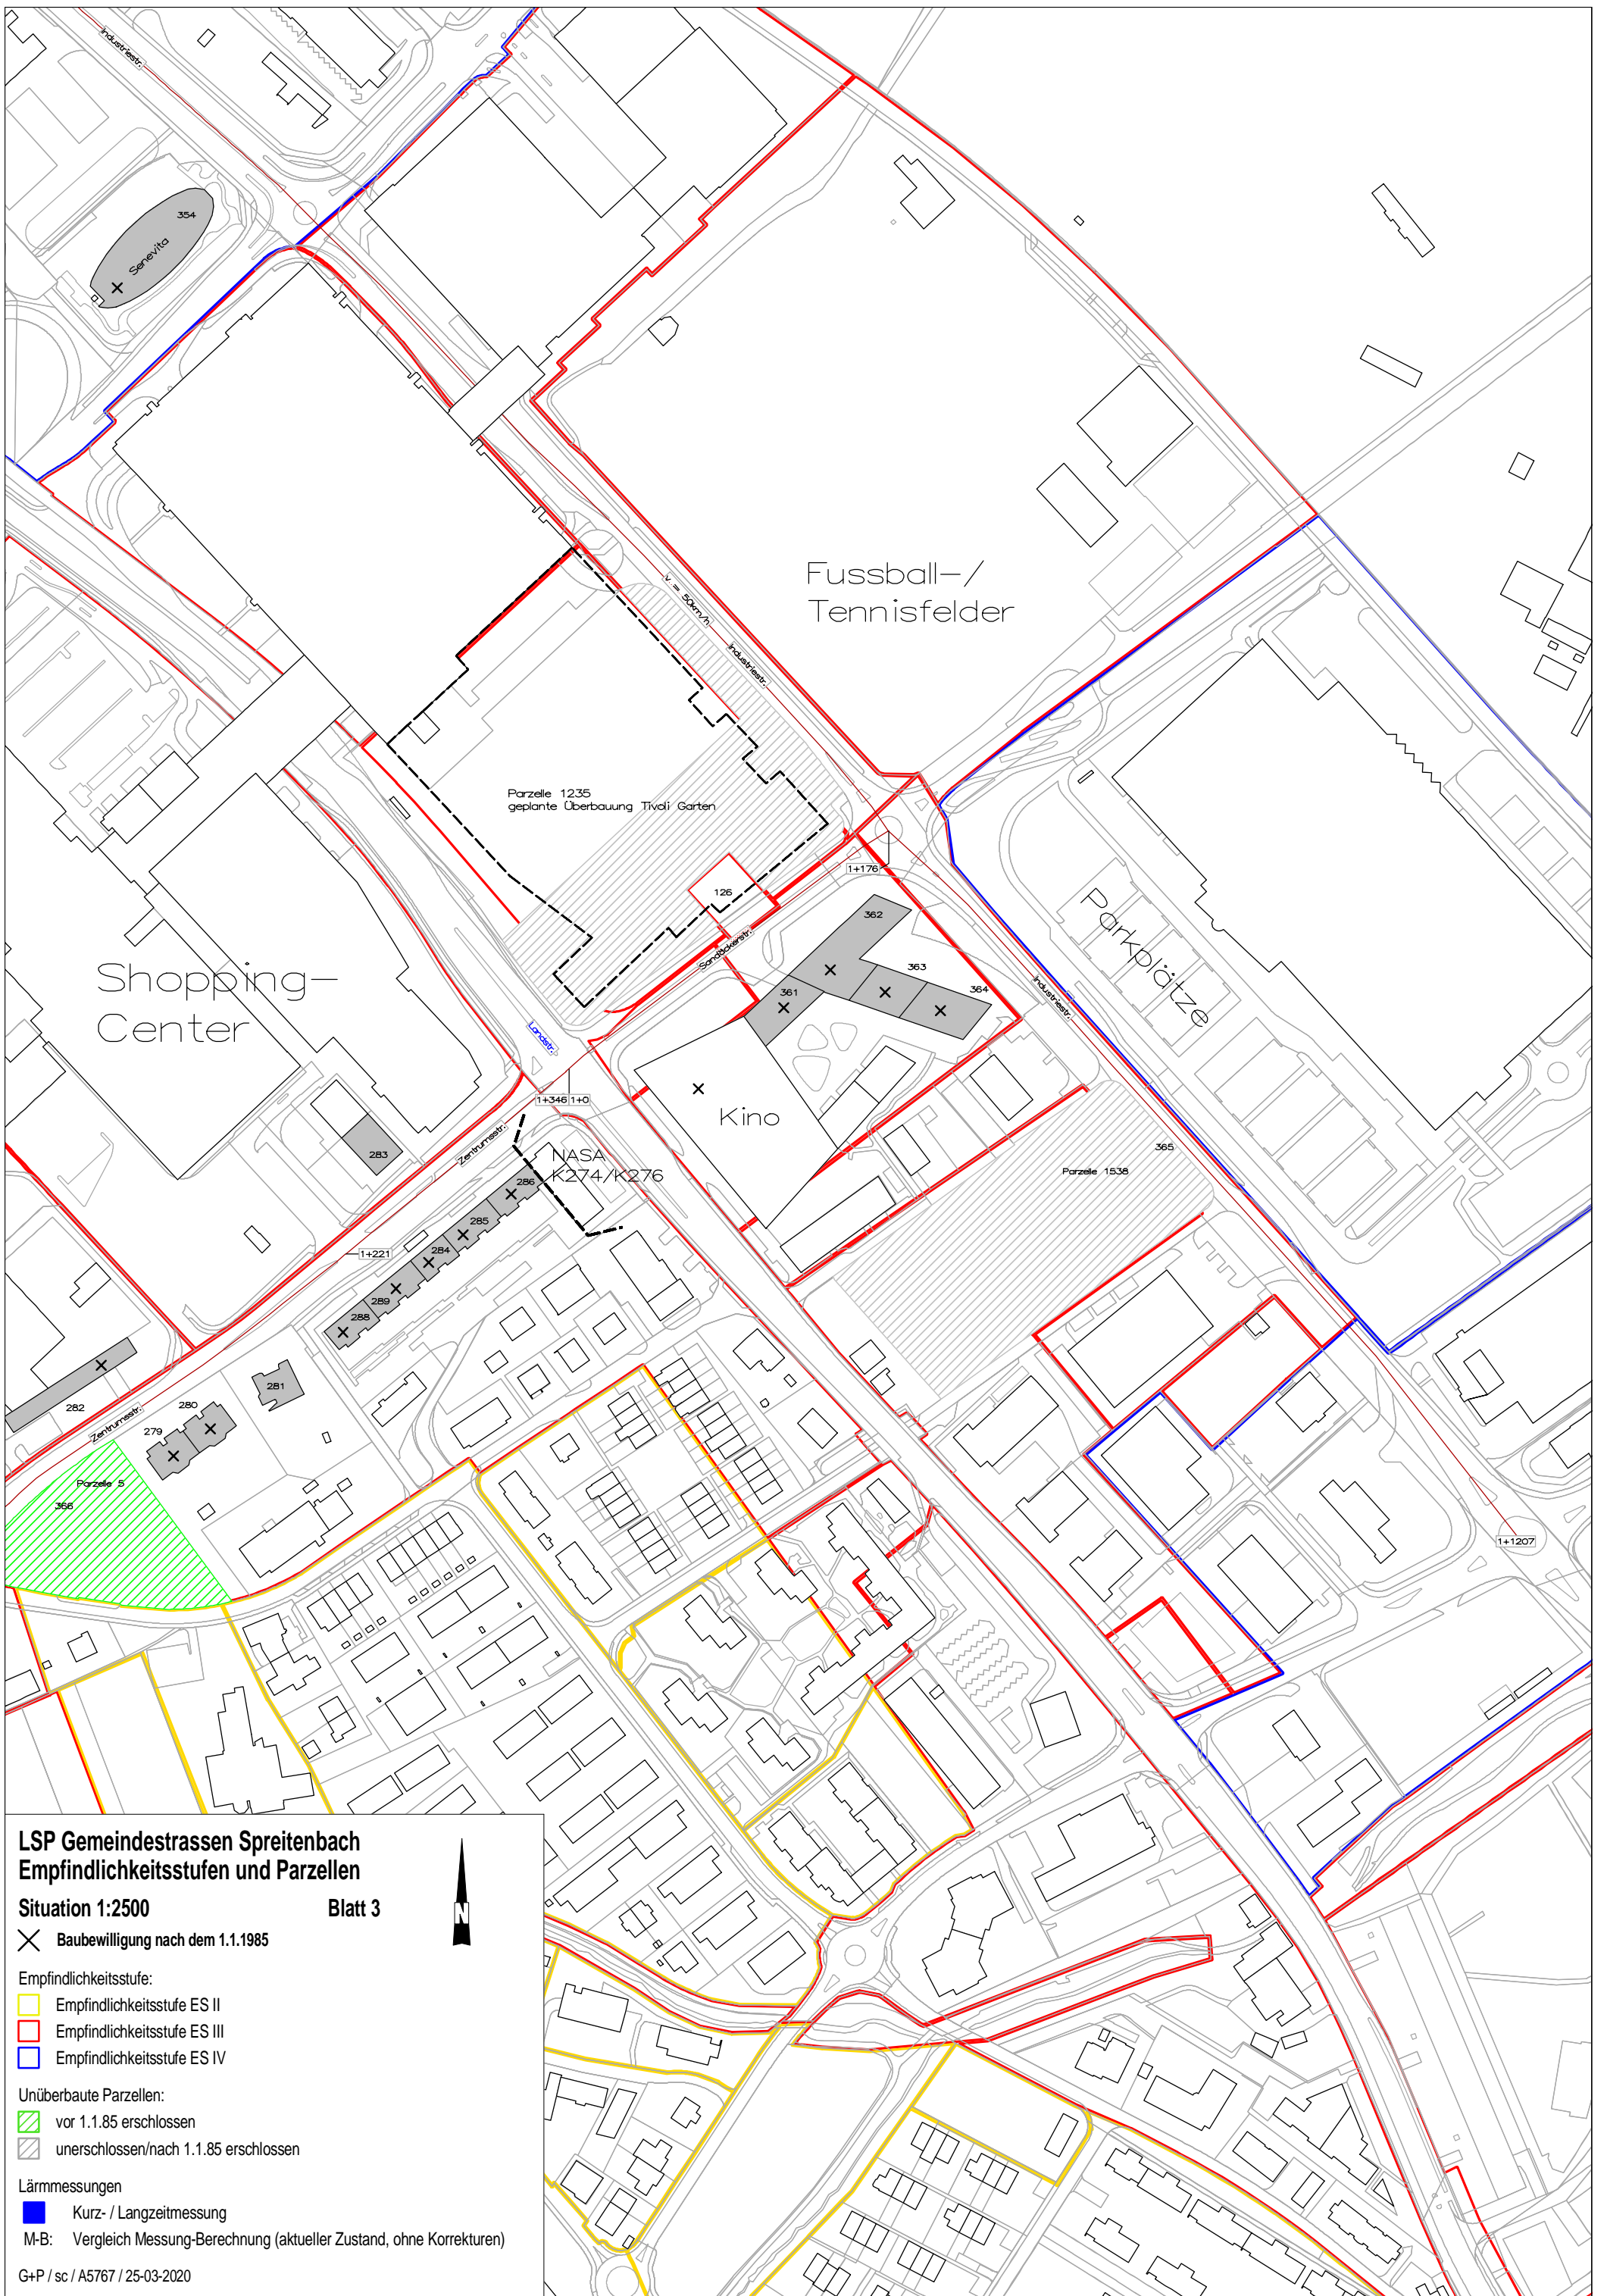 Industriestr.
354
Senevita
Fussball-/
Tennisfelder
v = 50km/h
Industriestr.
Parzelle 1235
geplante Überbauung Tivoli Garten
126
1+176
Sandäckerstr.
362
363
361
364
Industriestr.
Parkplätze
Shopping-
Center
Landstr.
1+346
1+0
Kino
Zentrumsstr.
283
NASA
K274/K276
286
285
284
289
288
1+221
365
Parzelle 1538
281
280
279
282
Zentrumsstr.
Parzelle 5
366
1+1207
LSP Gemeindestrassen Spreitenbach
Empfindlichkeitsstufen und Parzellen
Situation 1:2500 Blatt 3
N
Baubewilligung nach dem 1.1.1985
Empfindlichkeitsstufe:
Empfindlichkeitsstufe ES II
Empfindlichkeitsstufe ES III
Empfindlichkeitsstufe ES IV
Unüberbaute Parzellen:
vor 1.1.85 erschlossen
unerschlossen/nach 1.1.85 erschlossen
Lärmmessungen
Kurz- / Langzeitmessung
M-B: Vergleich Messung-Berechnung (aktueller Zustand, ohne Korrekturen)
G+P / sc / A5767 / 25-03-2020